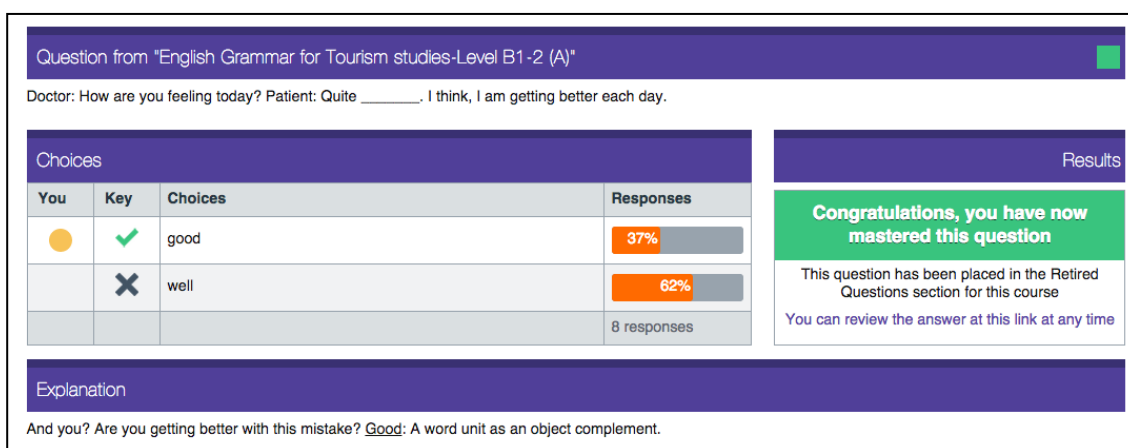 Question from "English Grammar for Tourism studies-Level B1-2 (A)"
Doctor: How are you feeling today? Patient: Quite _______. I think, I am getting better each day.
Choices
You Key Choices Responses
good 37%
well 62%
8 responses
Results
Congratulations, you have now
mastered this question
This question has been placed in the Retired
Questions section for this course
You can review the answer at this link at any time
Explanation
And you? Are you getting better with this mistake? Good: A word unit as an object complement.